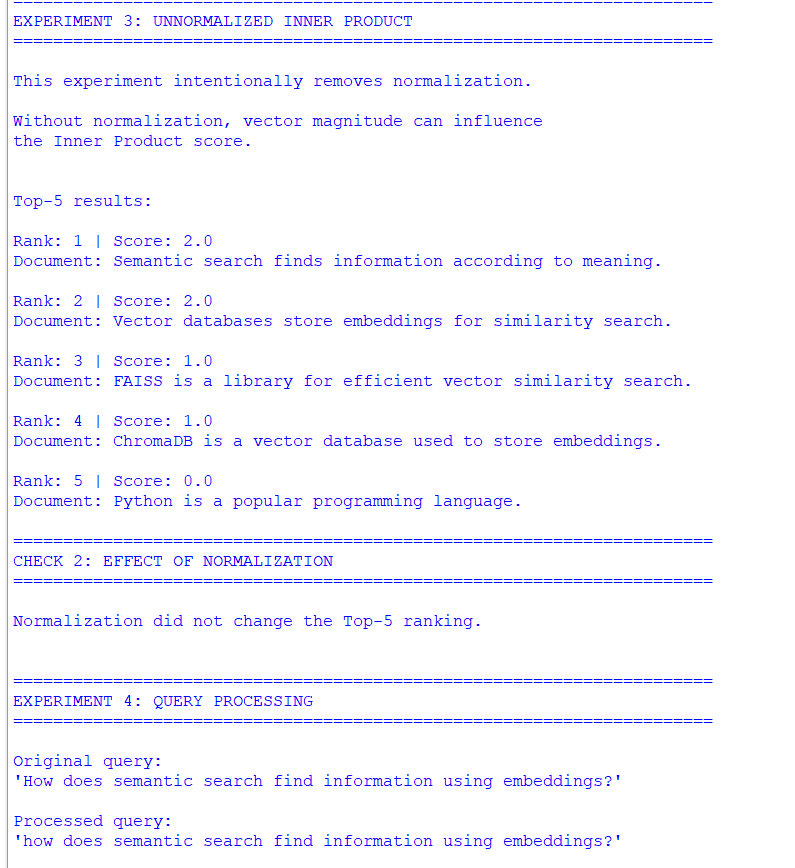 ======================================================================
EXPERIMENT 3: UNNORMALIZED INNER PRODUCT
======================================================================
This experiment intentionally removes normalization.
Without normalization, vector magnitude can influence
the Inner Product score.
Top-5 results:
Rank: 1 | Score: 2.0
Document: Semantic search finds information according to meaning.
Rank: 2 | Score: 2.0
Document: Vector databases store embeddings for similarity search.
Rank: 3 | Score: 1.0
Document: FAISS is a library for efficient vector similarity search.
Rank: 4 | Score: 1.0
Document: ChromaDB is a vector database used to store embeddings.
Rank: 5 | Score: 0.0
Document: Python is a popular programming language.
======================================================================
CHECK 2: EFFECT OF NORMALIZATION
======================================================================
Normalization did not change the Top-5 ranking.
======================================================================
EXPERIMENT 4: QUERY PROCESSING
======================================================================
Original query:
'How does semantic search find information using embeddings?'
Processed query:
'how does semantic search find information using embeddings?'